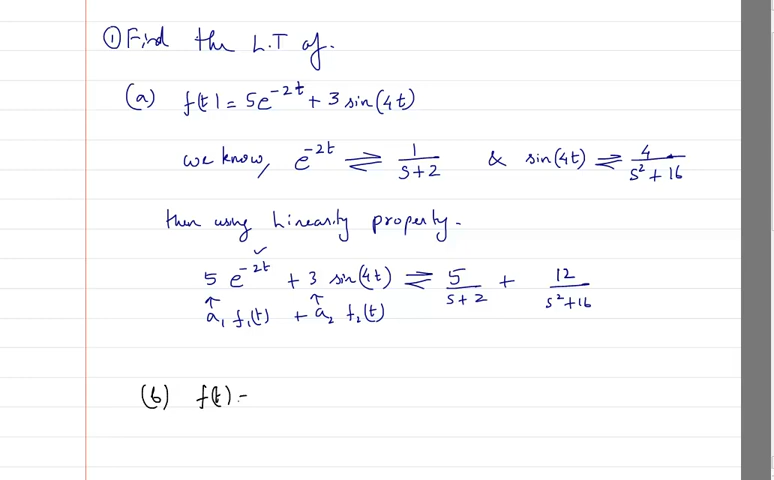 ① Find the L.T of.
(a) f(t) = 5e^{-2t} + 3 sin(4t)
we know, e^{-2t} ⇌ 1/(s+2) & sin(4t) ⇌ 4/(s²+16)
then using Linearity property.
5 e^{-2t} + 3 sin(4t) ⇌ 5/(s+2) + 12/(s²+16)
a₁ f₁(t) + a₂ f₂(t)
(b) f(t) =